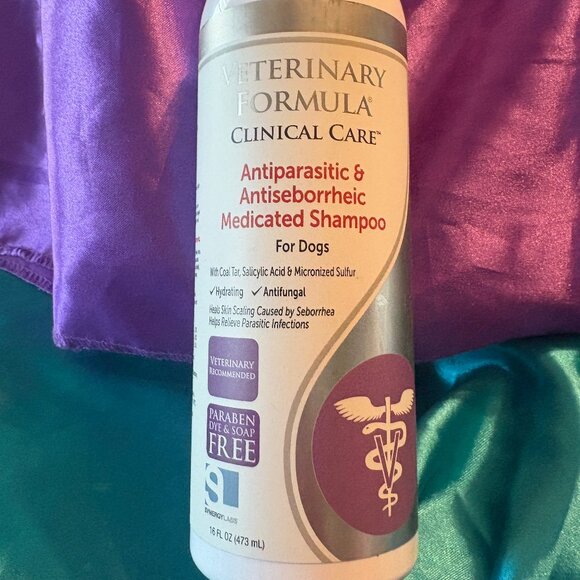 VETERINARY
FORMULA®
CLINICAL CARE™
Antiparasitic &
Antiseborrheic
Medicated Shampoo
For Dogs
With Coal Tar, Salicylic Acid & Micronized Sulfur
✓Hydrating ✓ Antifungal
Heals Skin Scaling Caused by Seborrhea
Helps Relieve Parasitic Infections
VETERINARY
RECOMMENDED
PARABEN
DYE & SOAP
FREE
SYNERGYLABS
16 FL OZ (473 mL)